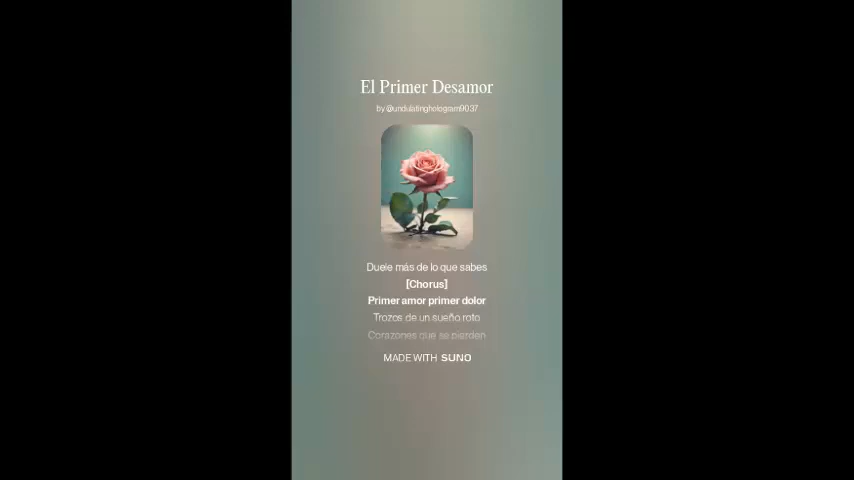 El Primer Desamor
by @undulatinghologram9037
Duele más de lo que sabes
[Chorus]
Primer amor primer dolor
Trozos de un sueño roto
Corazones que se pierden
MADE WITH SUNO